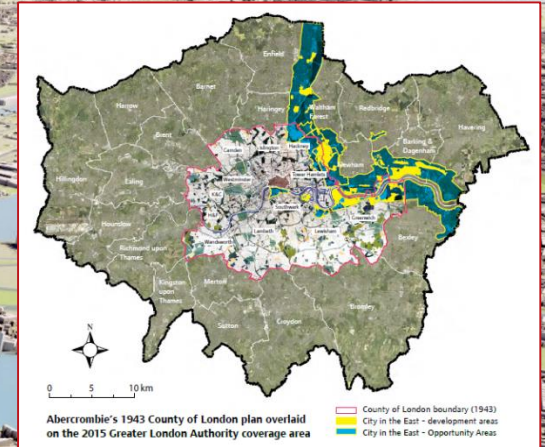 Enfield
Barnet
Harrow
Haringey
Waltham
Forest
Redbridge
Havering
Brent
Camden
Islington
Hackney
Barking &
Dagenham
Newham
Hillingdon
Ealing
Westminster
Tower Hamlets
K&C
H&F
Southwark
Greenwich
Hounslow
Lambeth
Lewisham
Bexley
Wandsworth
Richmond upon
Thames
Merton
Kingston
upon
Thames
Bromley
Sutton
Croydon
N
0 5 10 km
Abercrombie's 1943 County of London plan overlaid
on the 2015 Greater London Authority coverage area
County of London boundary (1943)
City in the East - development areas
City in the East - Opportunity Areas